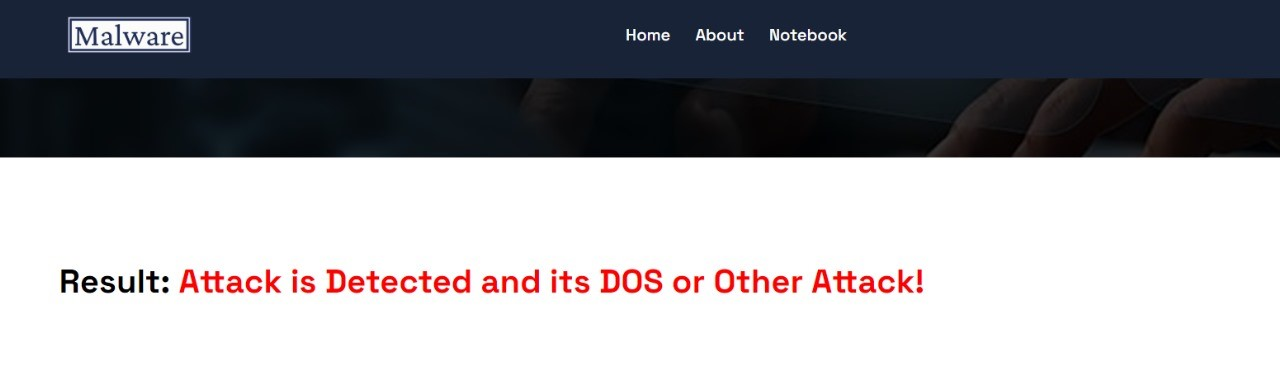 Malware
Home About Notebook
Result: Attack is Detected and its DOS or Other Attack!